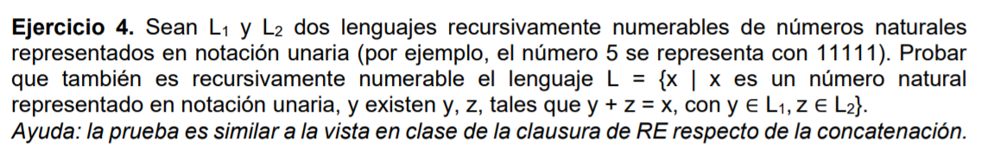 Ejercicio 4. Sean L₁ y L₂ dos lenguajes recursivamente numerables de números naturales
representados en notación unaria (por ejemplo, el número 5 se representa con 11111). Probar
que también es recursivamente numerable el lenguaje L = {x | x es un número natural
representado en notación unaria, y existen y, z, tales que y + z = x, con y ∈ L₁, z ∈ L₂}.
Ayuda: la prueba es similar a la vista en clase de la clausura de RE respecto de la concatenación.